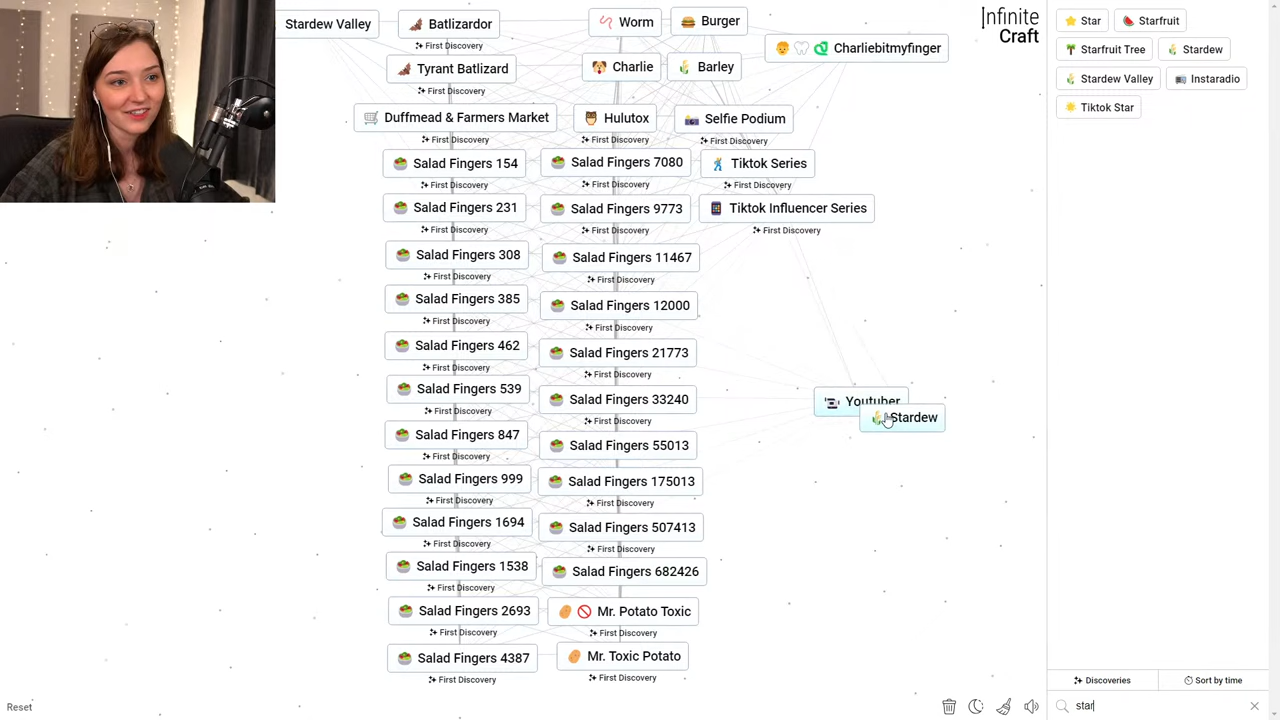 Stardew Valley
Batlizardor
First Discovery
Tyrant Batlizard
First Discovery
Duffmead & Farmers Market
First Discovery
Salad Fingers 154
First Discovery
Salad Fingers 231
First Discovery
Salad Fingers 308
First Discovery
Salad Fingers 385
First Discovery
Salad Fingers 462
First Discovery
Salad Fingers 539
First Discovery
Salad Fingers 847
First Discovery
Salad Fingers 999
First Discovery
Salad Fingers 1694
First Discovery
Salad Fingers 1538
First Discovery
Salad Fingers 2693
First Discovery
Salad Fingers 4387
First Discovery
Worm
Charlie
Hulutox
First Discovery
Salad Fingers 7080
First Discovery
Salad Fingers 9773
First Discovery
Salad Fingers 11467
First Discovery
Salad Fingers 12000
First Discovery
Salad Fingers 21773
First Discovery
Salad Fingers 33240
First Discovery
Salad Fingers 55013
First Discovery
Salad Fingers 175013
First Discovery
Salad Fingers 507413
First Discovery
Salad Fingers 682426
First Discovery
Mr. Potato Toxic
First Discovery
Mr. Toxic Potato
First Discovery
Burger
Barley
Selfie Podium
First Discovery
Tiktok Series
First Discovery
Tiktok Influencer Series
First Discovery
Charliebitmyfinger
Youtuber
Stardew
Infinite
Craft
Star
Starfruit
Starfruit Tree
Stardew
Stardew Valley
Instaradio
Tiktok Star
Discoveries
Sort by time
star
Reset